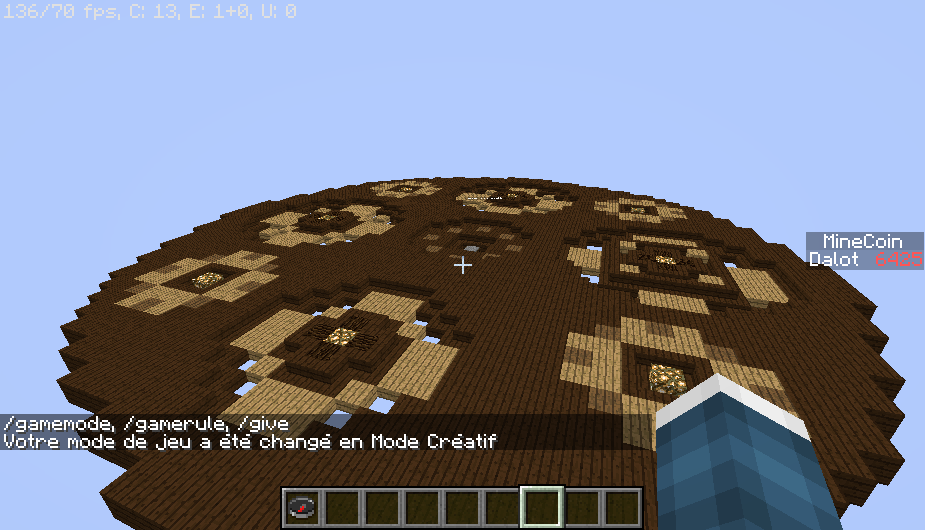 136/70 fps, C: 13, E: 1+0, U: 0
MineCoin
Dalot 6425
/gamemode, /gamerule, /give
Votre mode de jeu a été changé en Mode Créatif